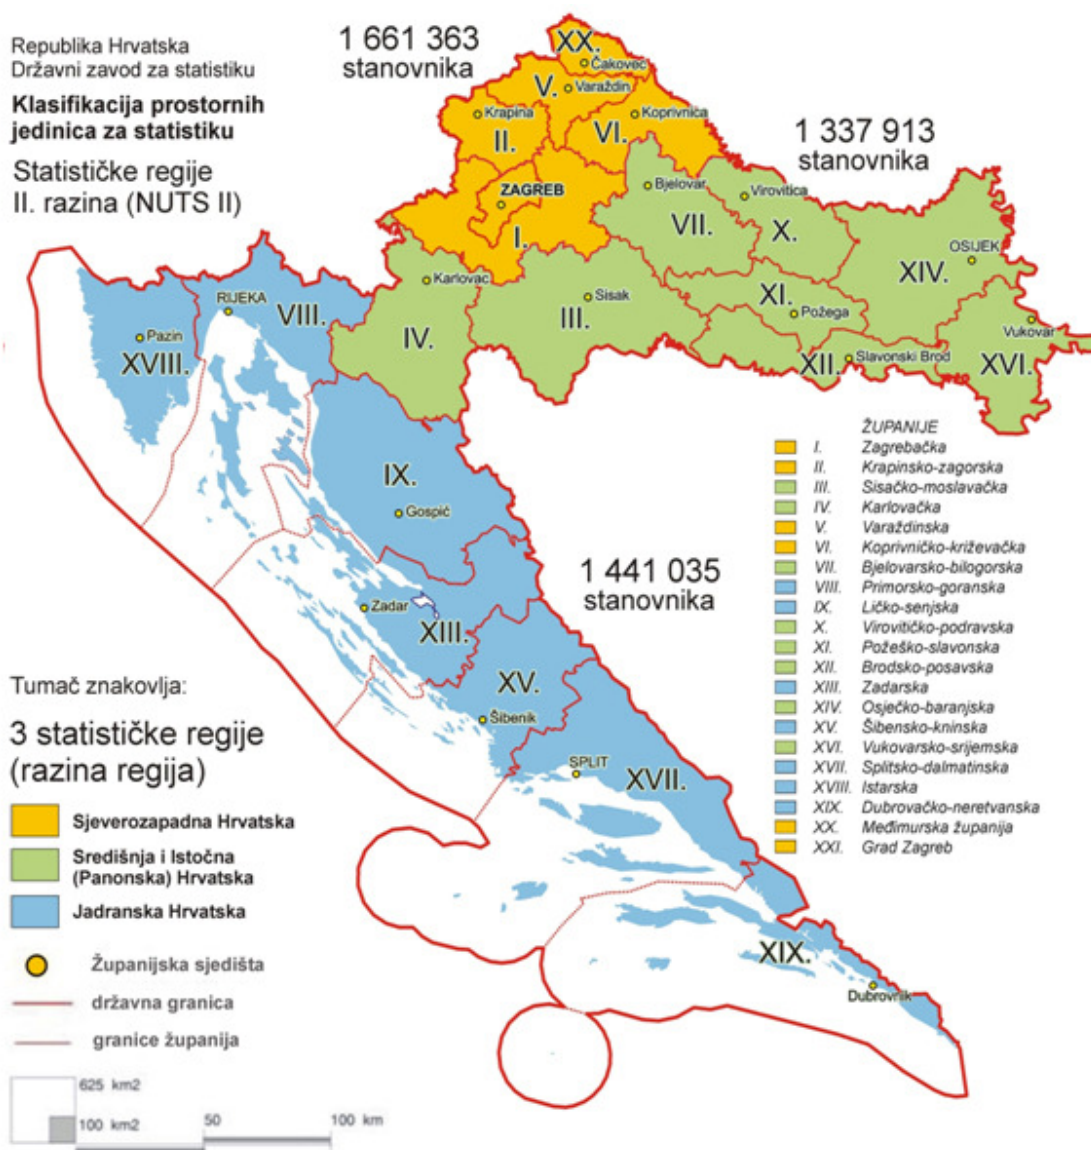 Republika Hrvatska
Državni zavod za statistiku
Klasifikacija prostornih
jedinica za statistiku
Statističke regije
II. razina (NUTS II)
1 661 363
stanovnika
1 337 913
stanovnika
XX.
Čakovec
V.
Varaždin
Krapina
II.
VI.
Koprivnica
ZAGREB
I.
Bjelovar
VII.
Virovitica
X.
OSIJEK
XIV.
Karlovac
IV.
Sisak
III.
XI.
Požega
XII.
Slavonski Brod
Vukovar
XVI.
RIJEKA
VIII.
Pazin
XVIII.
IX.
Gospić
1 441 035
stanovnika
Zadar
XIII.
XV.
Šibenik
SPLIT
XVII.
XIX.
Dubrovnik
ŽUPANIJE
I. Zagrebačka
II. Krapinsko-zagorska
III. Sisačko-moslavačka
IV. Karlovačka
V. Varaždinska
VI. Koprivničko-križevačka
VII. Bjelovarsko-bilogorska
VIII. Primorsko-goranska
IX. Ličko-senjska
X. Virovitičko-podravska
XI. Požeško-slavonska
XII. Brodsko-posavska
XIII. Zadarska
XIV. Osječko-baranjska
XV. Šibensko-kninska
XVI. Vukovarsko-srijemska
XVII. Splitsko-dalmatinska
XVIII. Istarska
XIX. Dubrovačko-neretvanska
XX. Međimurska županija
XXI. Grad Zagreb
Tumač znakovlja:
3 statističke regije
(razina regija)
Sjeverozapadna Hrvatska
Središnja i Istočna
(Panonska) Hrvatska
Jadranska Hrvatska
Županijska sjedišta
državna granica
granice županija
625 km2
100 km2
50
100 km